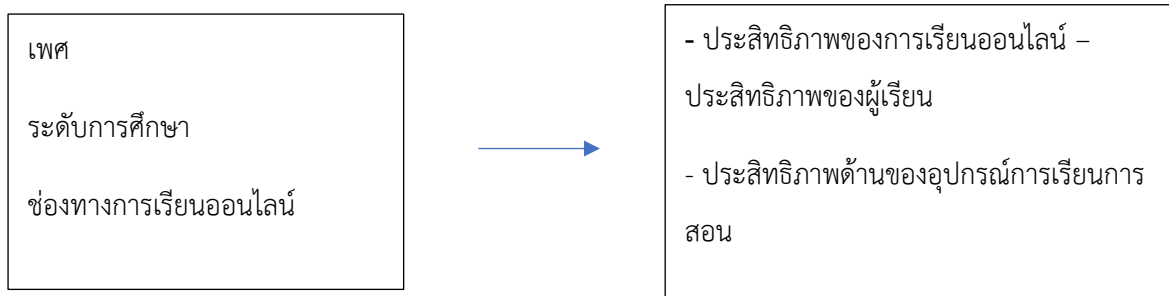 เพศ
ระดับการศึกษา
ช่องทางการเรียนออนไลน์
- ประสิทธิภาพของการเรียนออนไลน์ –
ประสิทธิภาพของผู้เรียน
- ประสิทธิภาพด้านของอุปกรณ์การเรียนการ
สอน